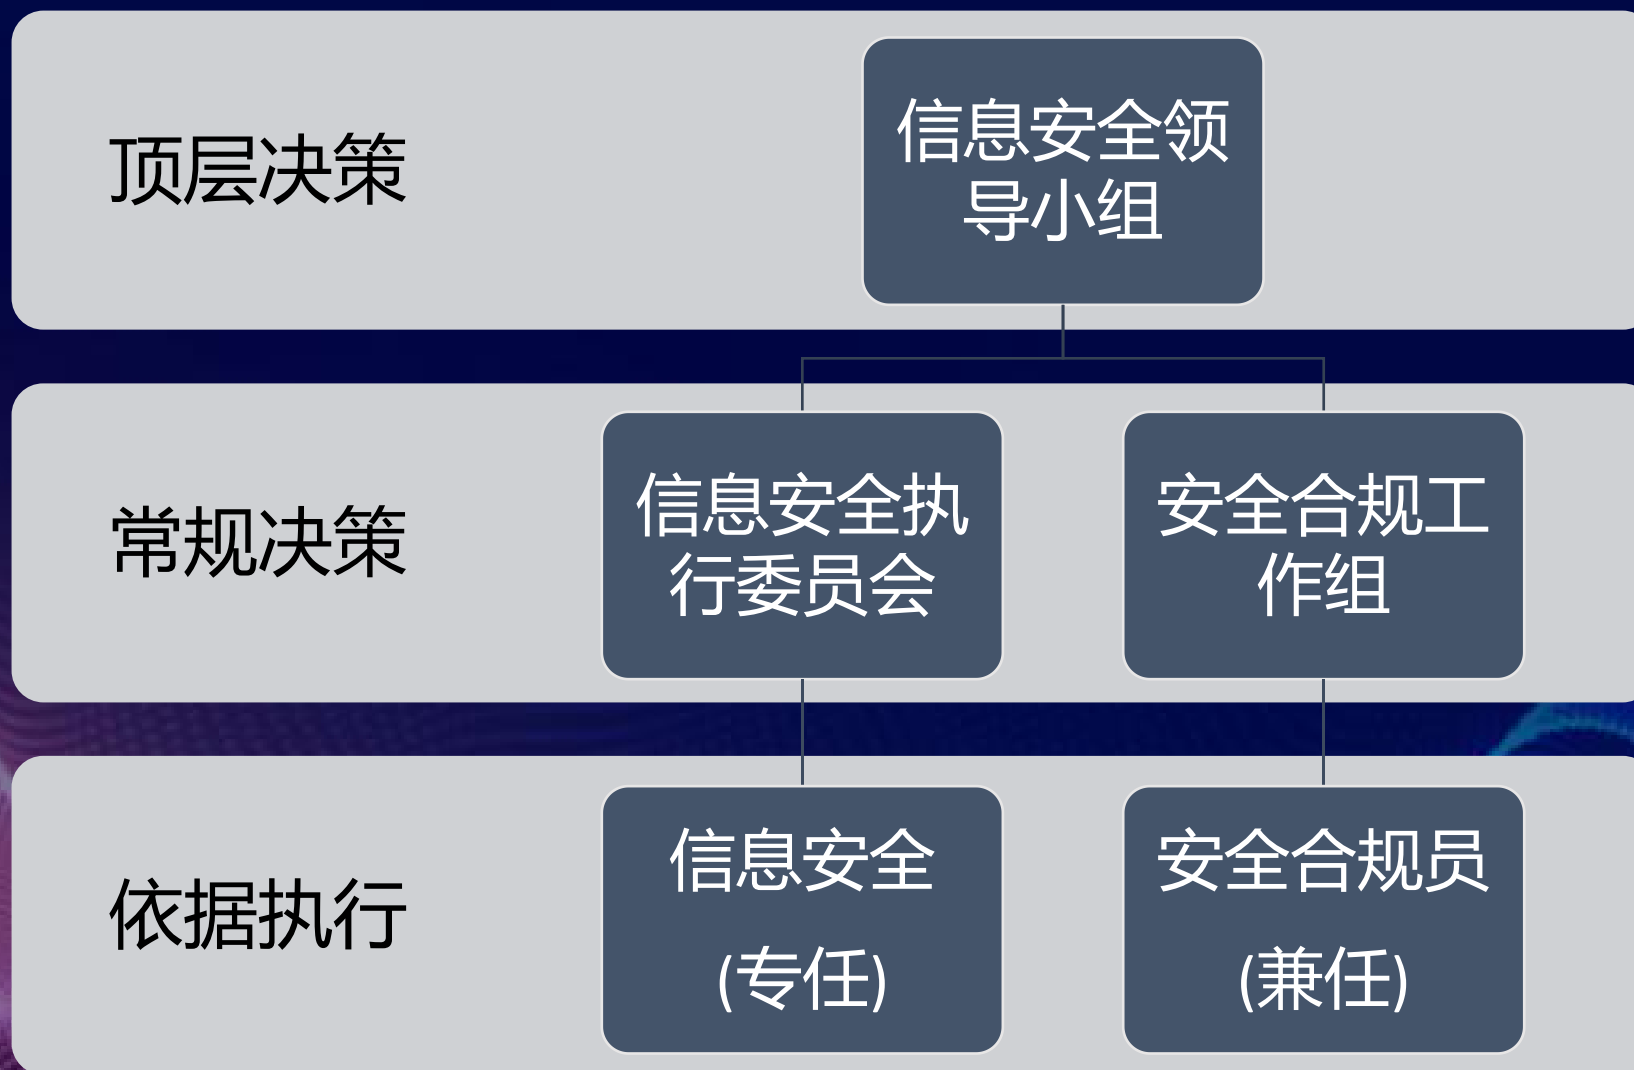 顶层决策
信息安全领
导小组
常规决策
信息安全执
行委员会
安全合规工
作组
依据执行
信息安全
(专任)
安全合规员
(兼任)